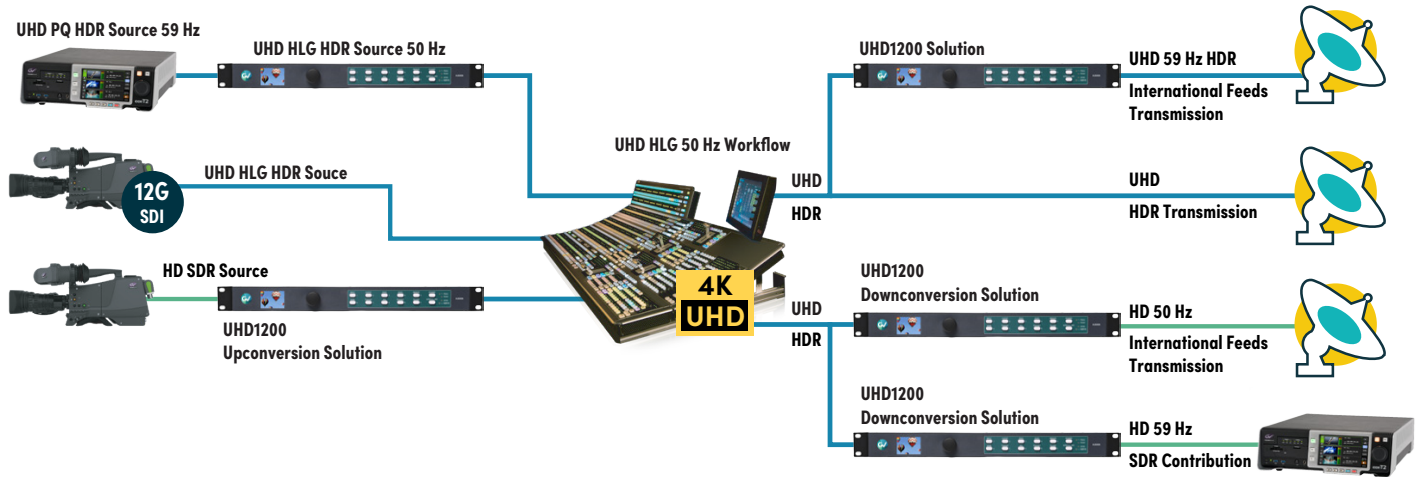 UHD PQ HDR Source 59 Hz
UHD HLG HDR Source 50 Hz
12G
SDI
UHD HLG HDR Souce
HD SDR Source
UHD1200
Upconversion Solution
UHD HLG 50 Hz Workflow
4K
UHD
UHD
HDR
UHD
HDR
UHD1200 Solution
UHD 59 Hz HDR
International Feeds
Transmission
UHD
HDR Transmission
UHD1200
Downconversion Solution
HD 50 Hz
International Feeds
Transmission
UHD1200
Downconversion Solution
HD 59 Hz
SDR Contribution